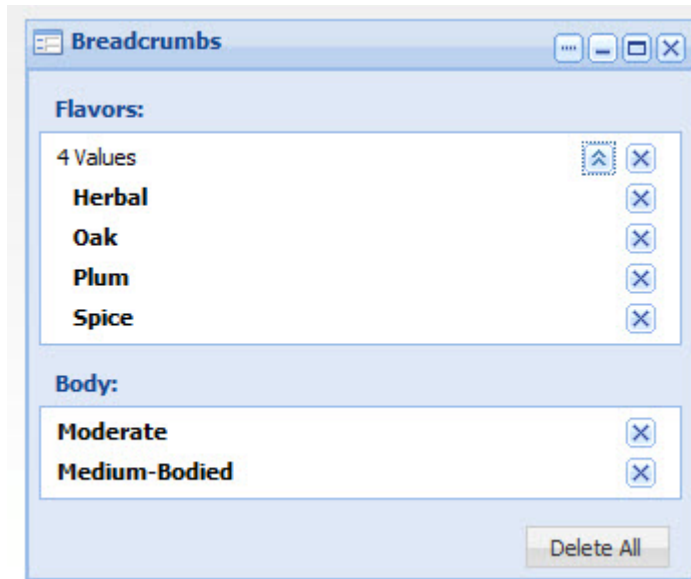 Breadcrumbs
Flavors:
4 Values
Herbal
Oak
Plum
Spice
Body:
Moderate
Medium-Bodied
Delete All